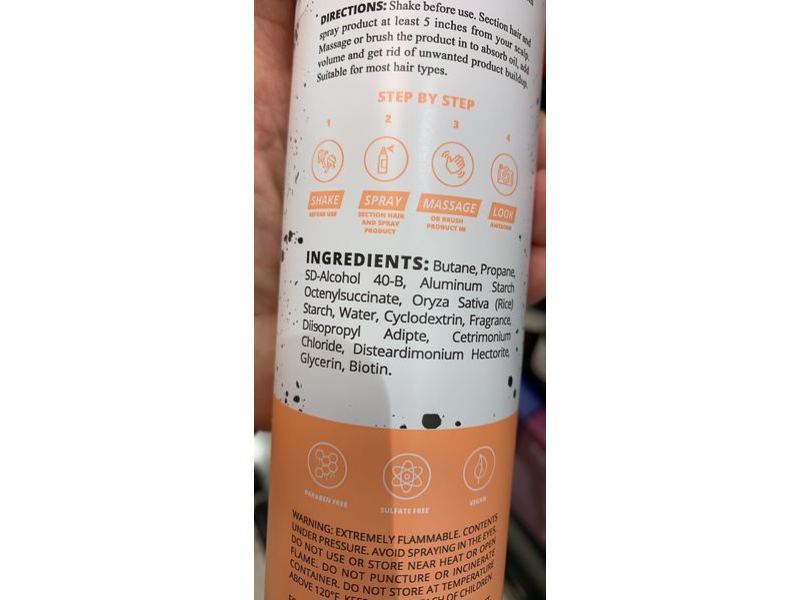 DIRECTIONS: Shake before use. Section hair and
spray product at least 5 inches from your scalp.
Massage or brush the product in to absorb oil, add
volume and get rid of unwanted product buildup.
Suitable for most hair types.
STEP BY STEP
1 2 3 4
SHAKE SPRAY MASSAGE LOOK
BEFORE USE SECTION HAIR OR BRUSH AWESOME
AND SPRAY PRODUCT IN
PRODUCT
INGREDIENTS: Butane, Propane,
SD-Alcohol 40-B, Aluminum Starch
Octenylsuccinate, Oryza Sativa (Rice)
Starch, Water, Cyclodextrin, Fragrance,
Diisopropyl Adipte, Cetrimonium
Chloride, Disteardimonium Hectorite,
Glycerin, Biotin.
PARABEN FREE SULFATE FREE VEGAN
WARNING: EXTREMELY FLAMMABLE. CONTENTS
UNDER PRESSURE. AVOID SPRAYING IN THE EYES.
DO NOT USE OR STORE NEAR HEAT OR OPEN
FLAME. DO NOT PUNCTURE OR INCINERATE
CONTAINER. DO NOT STORE AT TEMPERATURE
ABOVE 120°F. KEEP OF CHILDREN.